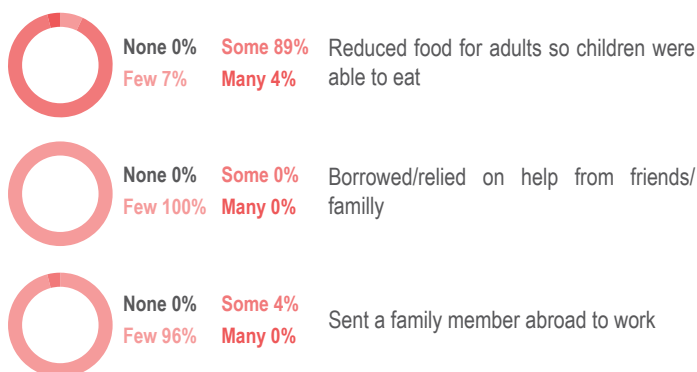 None 0% Some 89%
Few 7% Many 4%
Reduced food for adults so children were
able to eat
None 0% Some 0%
Few 100% Many 0%
Borrowed/relied on help from friends/
familly
None 0% Some 4%
Few 96% Many 0%
Sent a family member abroad to work